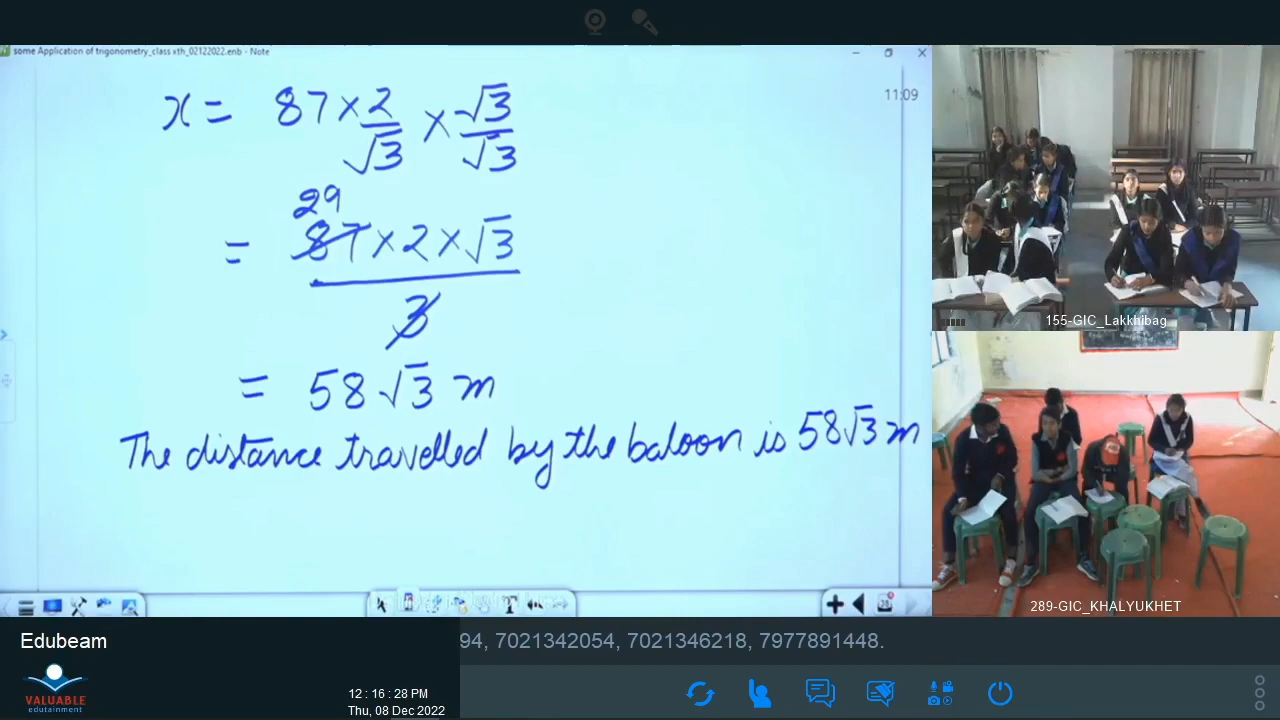 some Application of trigonometry_class xth_02122022.enb - Note
11:09
x = 87 × 2/√3 × √3/√3
29
= 87 × 2 × √3
3
= 58√3 m
The distance travelled by the baloon is 58√3 m
155-GIC_Lakkhibag
289-GIC_KHALYUKHET
Edubeam
94, 7021342054, 7021346218, 7977891448.
VALUABLE
edutainment
12 : 16 : 28 PM
Thu, 08 Dec 2022